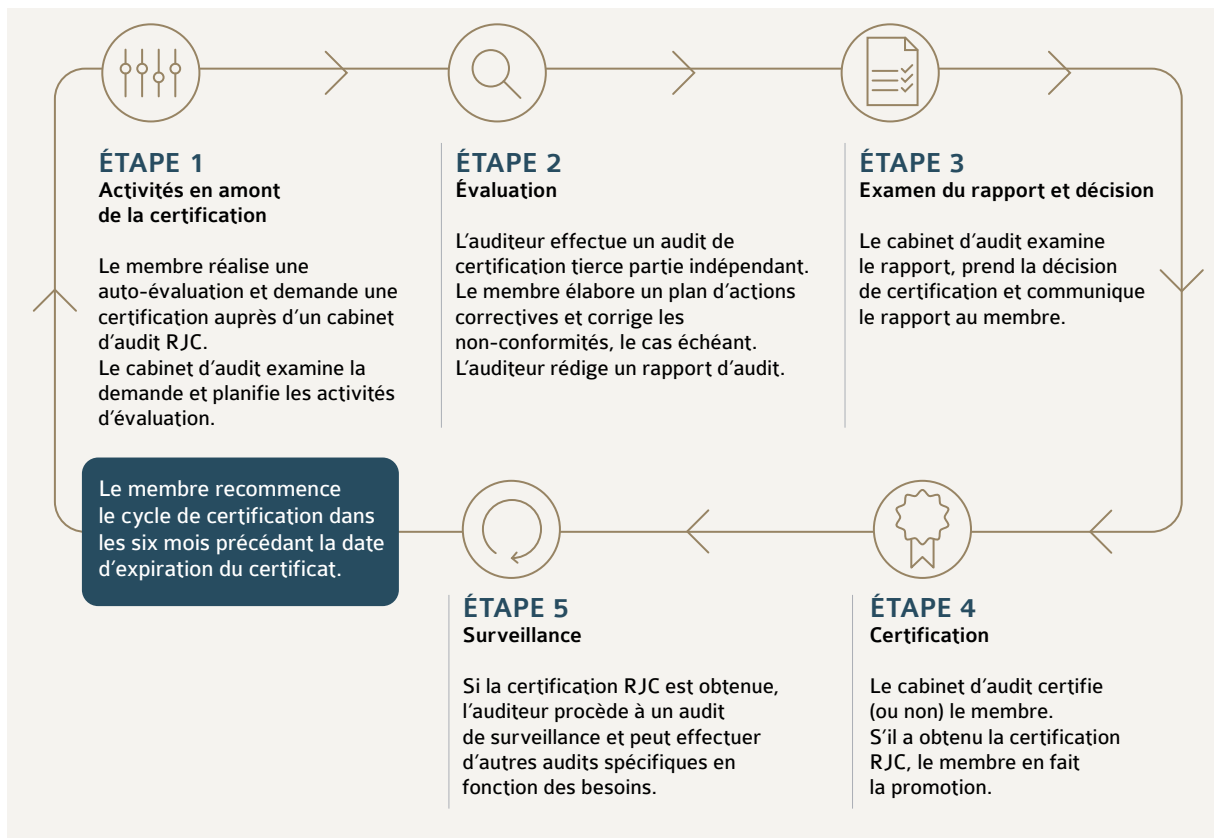 ÉTAPE 1
Activités en amont
de la certification
Le membre réalise une
auto-évaluation et demande une
certification auprès d’un cabinet
d’audit RJC.
Le cabinet d’audit examine la
demande et planifie les activités
d’évaluation.
ÉTAPE 2
Évaluation
L’auditeur effectue un audit de
certification tierce partie indépendant.
Le membre élabore un plan d’actions
correctives et corrige les
non-conformités, le cas échéant.
L’auditeur rédige un rapport d’audit.
ÉTAPE 3
Examen du rapport et décision
Le cabinet d’audit examine
le rapport, prend la décision
de certification et communique
le rapport au membre.
ÉTAPE 4
Certification
Le cabinet d’audit certifie
(ou non) le membre.
S’il a obtenu la certification
RJC, le membre en fait
la promotion.
ÉTAPE 5
Surveillance
Si la certification RJC est obtenue,
l’auditeur procède à un audit
de surveillance et peut effectuer
d’autres audits spécifiques en
fonction des besoins.
Le membre recommence
le cycle de certification dans
les six mois précédant la date
d’expiration du certificat.